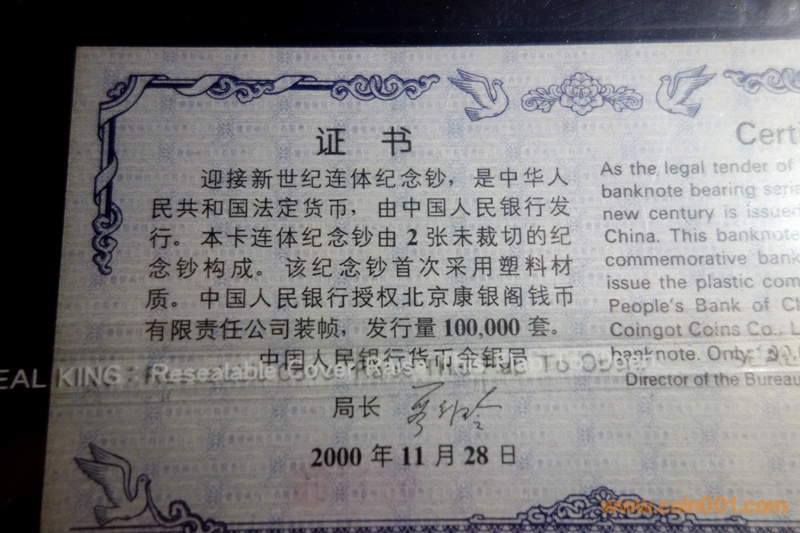 证书
迎接新世纪连体纪念钞，是中华人
民共和国法定货币，由中国人民银行发
行。本卡连体纪念钞由2张未裁切的纪
念钞构成。该纪念钞首次采用塑料材
质。中国人民银行授权北京康银阁钱币
有限责任公司装帧，发行量100,000套。
中国人民银行货币金银局
局长
2000年11月28日
Certi
As the legal tender of
banknote bearing seri
new century is issue
China. This banknote
commemorative bank
issue the plastic com
People's Bank of Ch
Coingot Coins Co., L
banknote. Only
Director of the Bureau
EAL KING : Resealable Cover Raise This Flap To Open
www.coin001.com